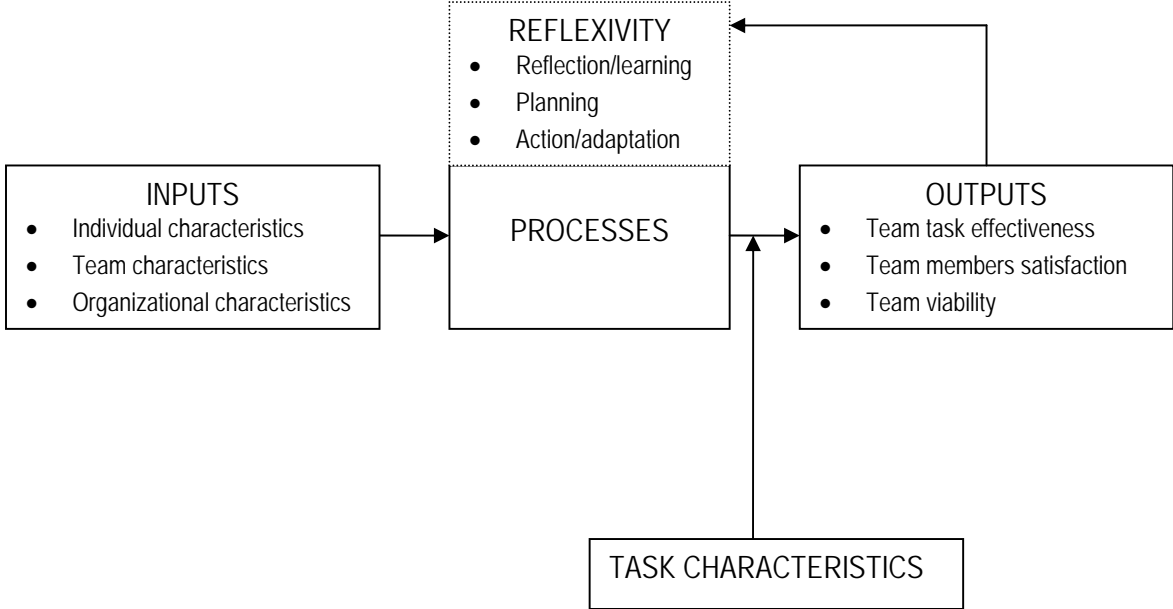 REFLEXIVITY
• Reflection/learning
• Planning
• Action/adaptation
INPUTS
• Individual characteristics
• Team characteristics
• Organizational characteristics
PROCESSES
OUTPUTS
• Team task effectiveness
• Team members satisfaction
• Team viability
TASK CHARACTERISTICS